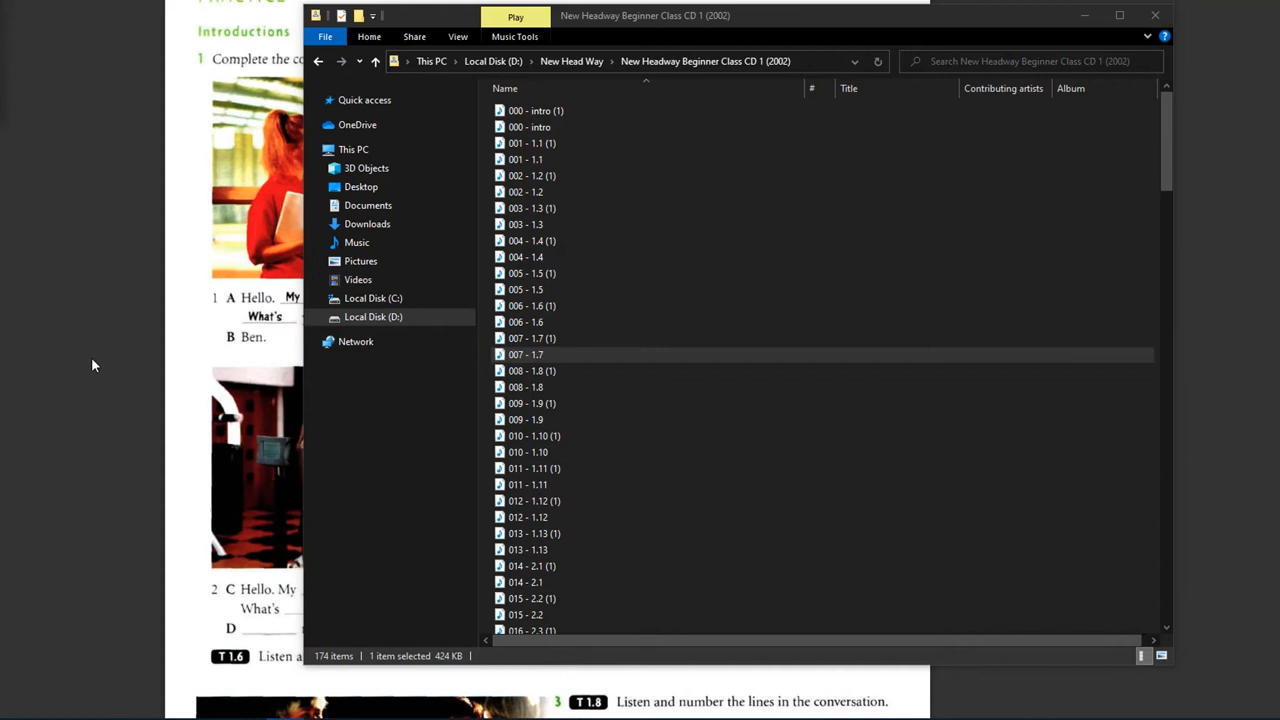 PRACTICE
Introductions
1 Complete the co
1 A Hello. My
What's
B Ben.
2 C Hello. My
What's
D
T 1.6 Listen a
3 T 1.8 Listen and number the lines in the conversation.
Play
New Headway Beginner Class CD 1 (2002)
File Home Share View Music Tools
This PC > Local Disk (D:) > New Head Way > New Headway Beginner Class CD 1 (2002)
Search New Headway Beginner Class CD 1 (2002)
Quick access
OneDrive
This PC
3D Objects
Desktop
Documents
Downloads
Music
Pictures
Videos
Local Disk (C:)
Local Disk (D:)
Network
Name # Title Contributing artists Album
000 - intro (1)
000 - intro
001 - 1.1 (1)
001 - 1.1
002 - 1.2 (1)
002 - 1.2
003 - 1.3 (1)
003 - 1.3
004 - 1.4 (1)
004 - 1.4
005 - 1.5 (1)
005 - 1.5
006 - 1.6 (1)
006 - 1.6
007 - 1.7 (1)
007 - 1.7
008 - 1.8 (1)
008 - 1.8
009 - 1.9 (1)
009 - 1.9
010 - 1.10 (1)
010 - 1.10
011 - 1.11 (1)
011 - 1.11
012 - 1.12 (1)
012 - 1.12
013 - 1.13 (1)
013 - 1.13
014 - 2.1 (1)
014 - 2.1
015 - 2.2 (1)
015 - 2.2
016 - 2.3 (1)
174 items 1 item selected 424 KB